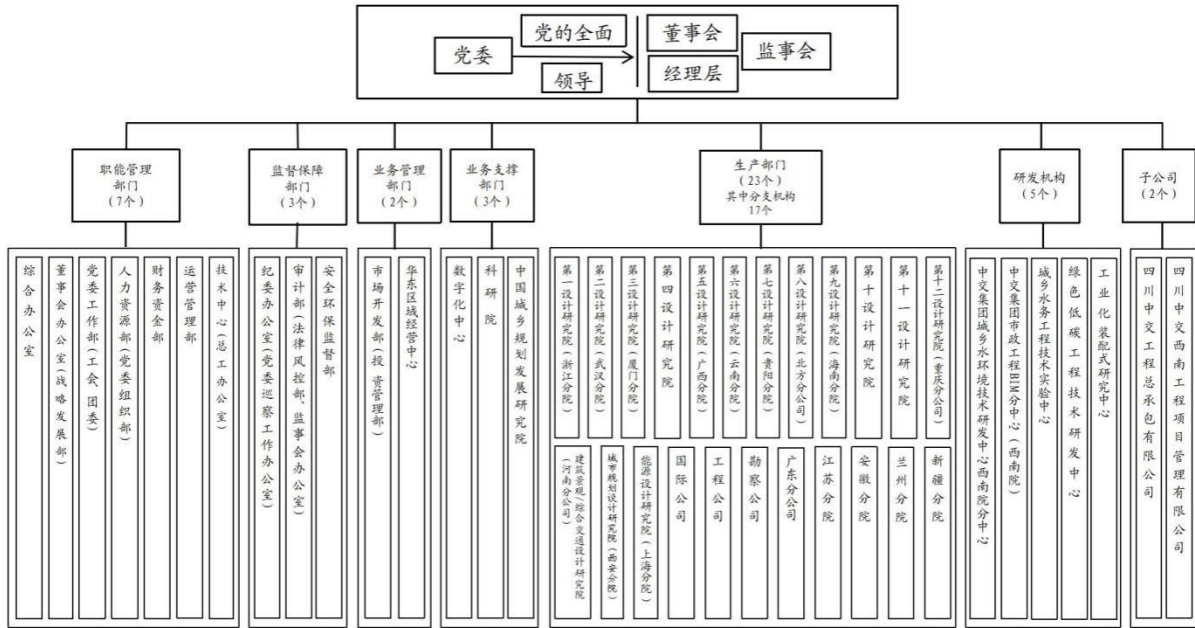 党委
党的全面
领导
董事会
经理层
监事会
职能管理
部门
(7个)
监督保障
部门
(3个)
业务管理
部门
(2个)
业务支撑
部门
(3个)
生产部门
(23个)
其中分支机构
17个
研发机构
(5个)
子公司
(2个)
综合办公室
董事会办公室(战略发展部)
党委工作部(工会、团委)
人力资源部(党委组织部)
财务资金部
运营管理部
技术中心(总工办公室)
纪委办公室(党委巡察工作办公室)
审计部(法律风控部、监事会办公室)
安全环保监督部
市场开发部(投资管理部)
华东区域经营中心
数字化中心
科研院
中国城乡规划发展研究院
第一设计研究院(浙江分院)
第二设计研究院(武汉分院)
第三设计研究院(厦门分院)
第四设计研究院
第五设计研究院(广西分院)
第六设计研究院(云南分院)
第七设计研究院(贵阳分院)
第八设计研究院(北方分公司)
第九设计研究院(海南分院)
第十设计研究院
第十一设计研究院
第十二设计研究院(重庆分公司)
建筑景观/综合交通设计研究院
(河南分公司)
城市规划设计研究院(西安分院)
能源设计研究院(上海分院)
国际公司
工程公司
勘察公司
广东分公司
江苏分院
安徽分院
兰州分院
新疆分院
中交集团城乡水环境技术研发中心西南院分中心
中交集团市政工程BIM分中心(西南院)
城乡水务工程技术实验中心
绿色低碳工程技术研发中心
工业化装配式研究中心
四川中交工程总承包有限公司
四川中交西南工程项目管理有限公司